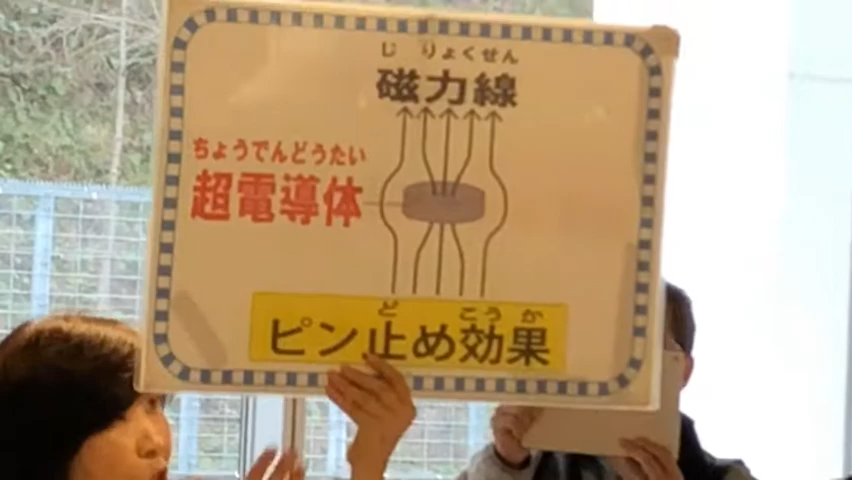 じりょくせん
磁力線
ちょうでんどうたい
超電導体
ど こうか
ピン止め効果